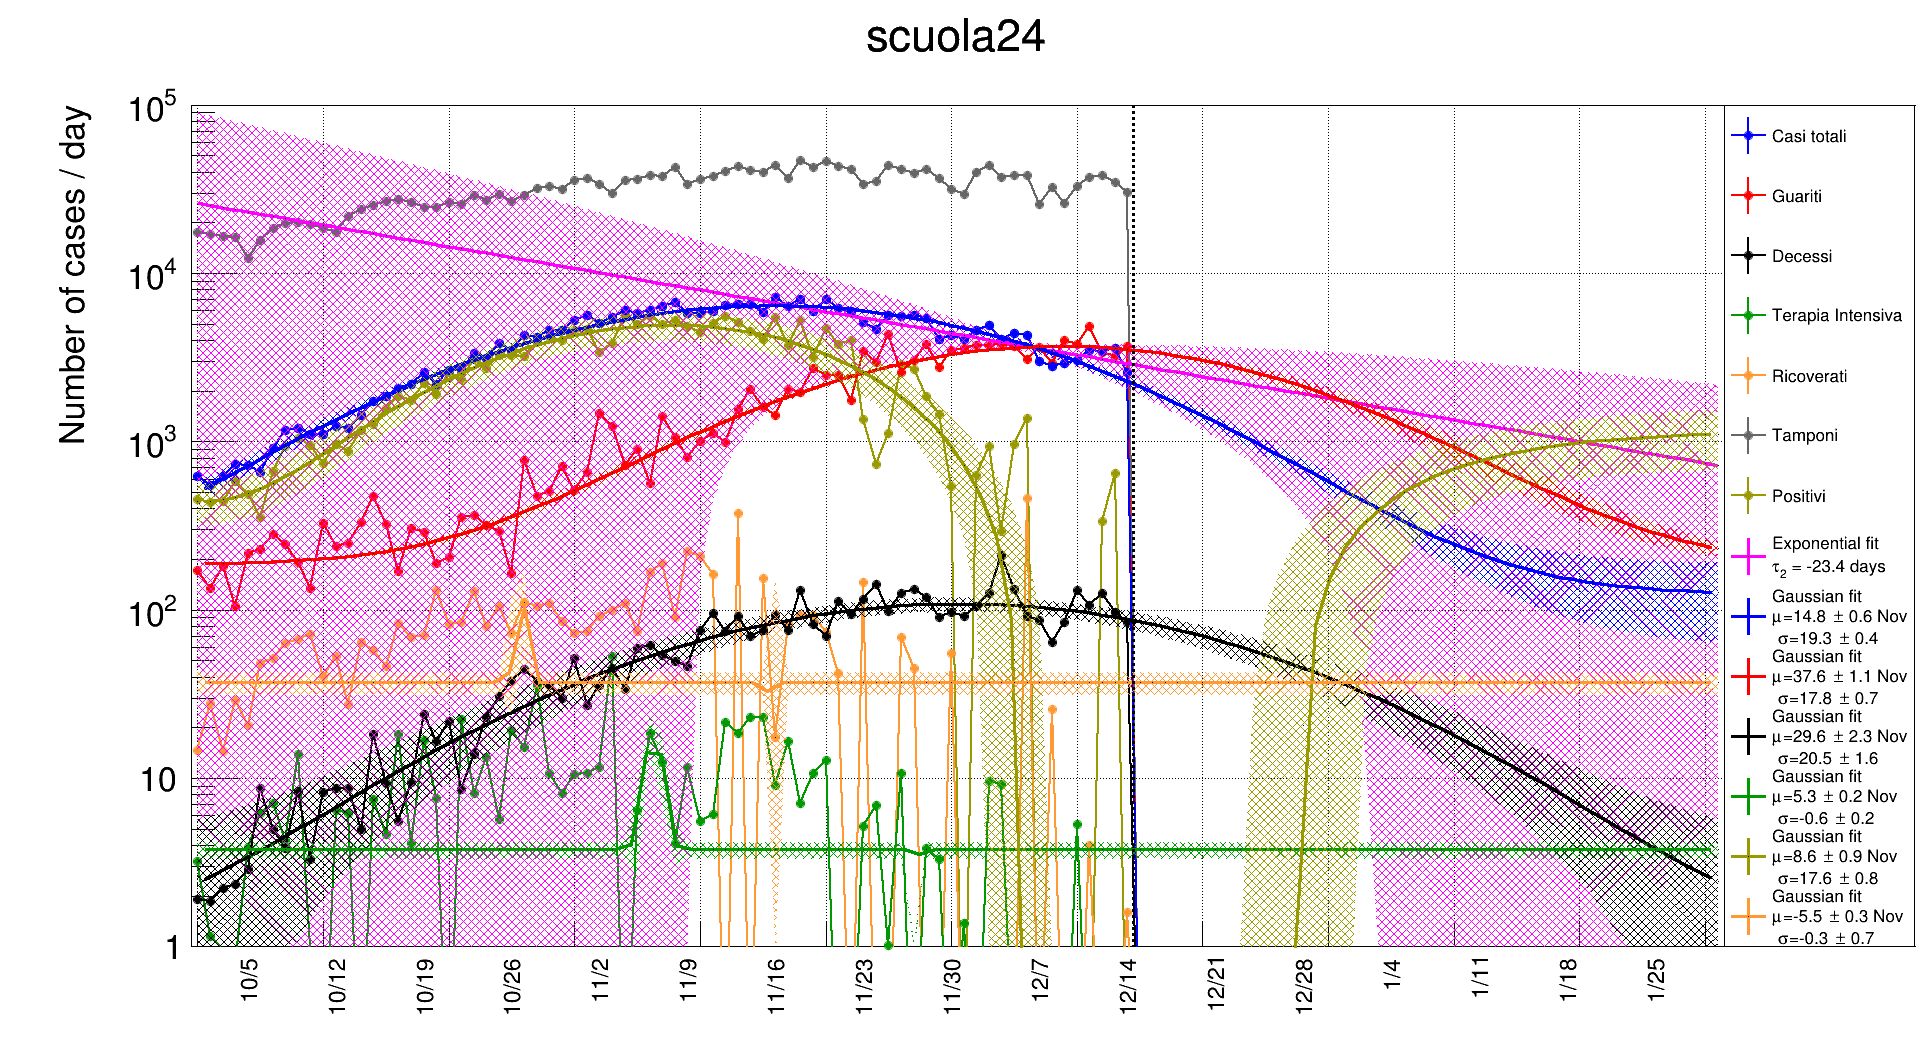 scuola24
Number of cases / day
10^5
10^4
10^3
10^2
10
1
10/5
10/12
10/19
10/26
11/2
11/9
11/16
11/23
11/30
12/7
12/14
12/21
12/28
1/4
1/11
1/18
1/25
Casi totali
Guariti
Decessi
Terapia Intensiva
Ricoverati
Tamponi
Positivi
Exponential fit
τ_2 = -23.4 days
Gaussian fit
μ=14.8 ± 0.6 Nov
σ=19.3 ± 0.4
Gaussian fit
μ=37.6 ± 1.1 Nov
σ=17.8 ± 0.7
Gaussian fit
μ=29.6 ± 2.3 Nov
σ=20.5 ± 1.6
Gaussian fit
μ=5.3 ± 0.2 Nov
σ=-0.6 ± 0.2
Gaussian fit
μ=8.6 ± 0.9 Nov
σ=17.6 ± 0.8
Gaussian fit
μ=-5.5 ± 0.3 Nov
σ=-0.3 ± 0.7